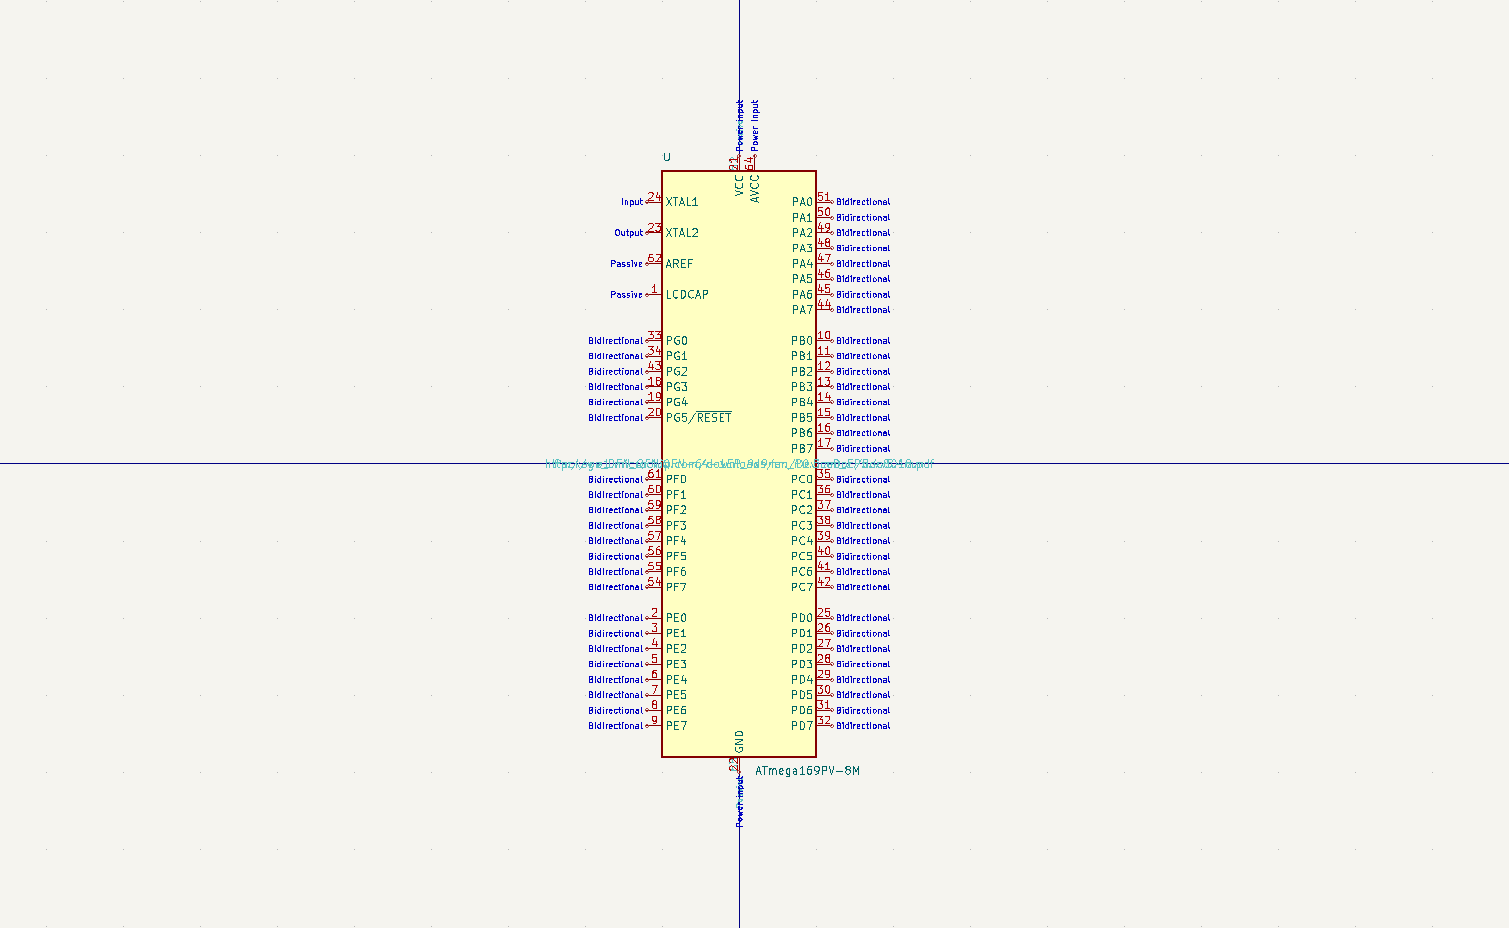 Power Input
Power Input
U
21
64
VCC
AVCC
Input 24 XTAL1
PA0 51 Bidirectional
PA1 50 Bidirectional
Output 23 XTAL2
PA2 49 Bidirectional
PA3 48 Bidirectional
Passive 62 AREF
PA4 47 Bidirectional
PA5 46 Bidirectional
Passive 1 LCDCAP
PA6 45 Bidirectional
PA7 44 Bidirectional
Bidirectional 33 PG0
PB0 10 Bidirectional
Bidirectional 34 PG1
PB1 11 Bidirectional
Bidirectional 43 PG2
PB2 12 Bidirectional
Bidirectional 18 PG3
PB3 13 Bidirectional
Bidirectional 19 PG4
PB4 14 Bidirectional
Bidirectional 20 PG5/RESET
PB5 15 Bidirectional
PB6 16 Bidirectional
PB7 17 Bidirectional
Bidirectional 61 PF0
PC0 35 Bidirectional
Bidirectional 60 PF1
PC1 36 Bidirectional
Bidirectional 59 PF2
PC2 37 Bidirectional
Bidirectional 58 PF3
PC3 38 Bidirectional
Bidirectional 57 PF4
PC4 39 Bidirectional
Bidirectional 56 PF5
PC5 40 Bidirectional
Bidirectional 55 PF6
PC6 41 Bidirectional
Bidirectional 54 PF7
PC7 42 Bidirectional
Bidirectional 2 PE0
PD0 25 Bidirectional
Bidirectional 3 PE1
PD1 26 Bidirectional
Bidirectional 4 PE2
PD2 27 Bidirectional
Bidirectional 5 PE3
PD3 28 Bidirectional
Bidirectional 6 PE4
PD4 29 Bidirectional
Bidirectional 7 PE5
PD5 30 Bidirectional
Bidirectional 8 PE6
PD6 31 Bidirectional
Bidirectional 9 PE7
PD7 32 Bidirectional
GND
22
ATmega169PV-8M
Power Input